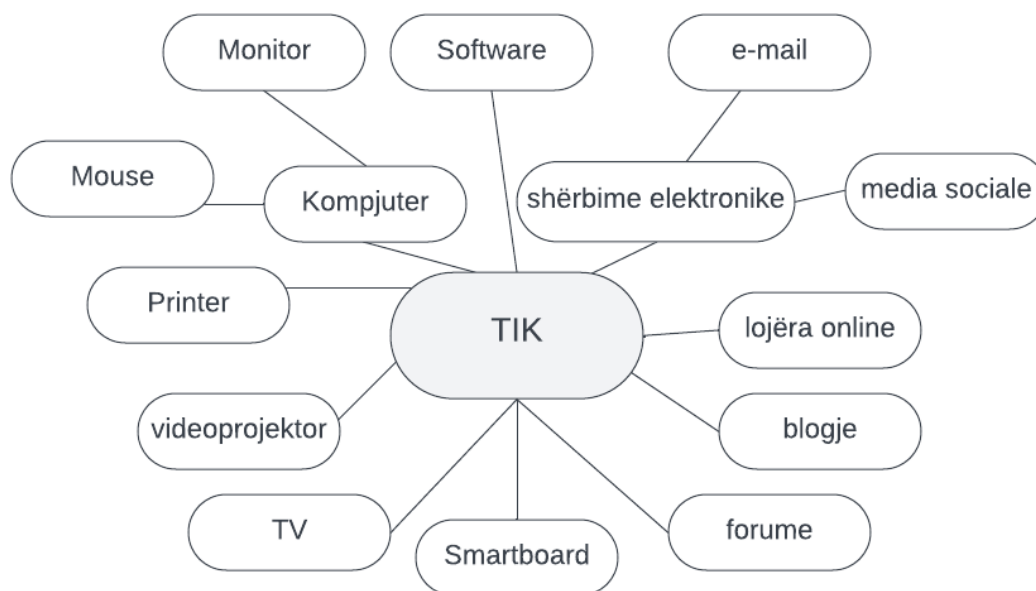 Monitor
Software
e-mail
Mouse
Kompjuter
shërbime elektronike
media sociale
Printer
TIK
lojëra online
videoprojektor
blogje
TV
Smartboard
forume